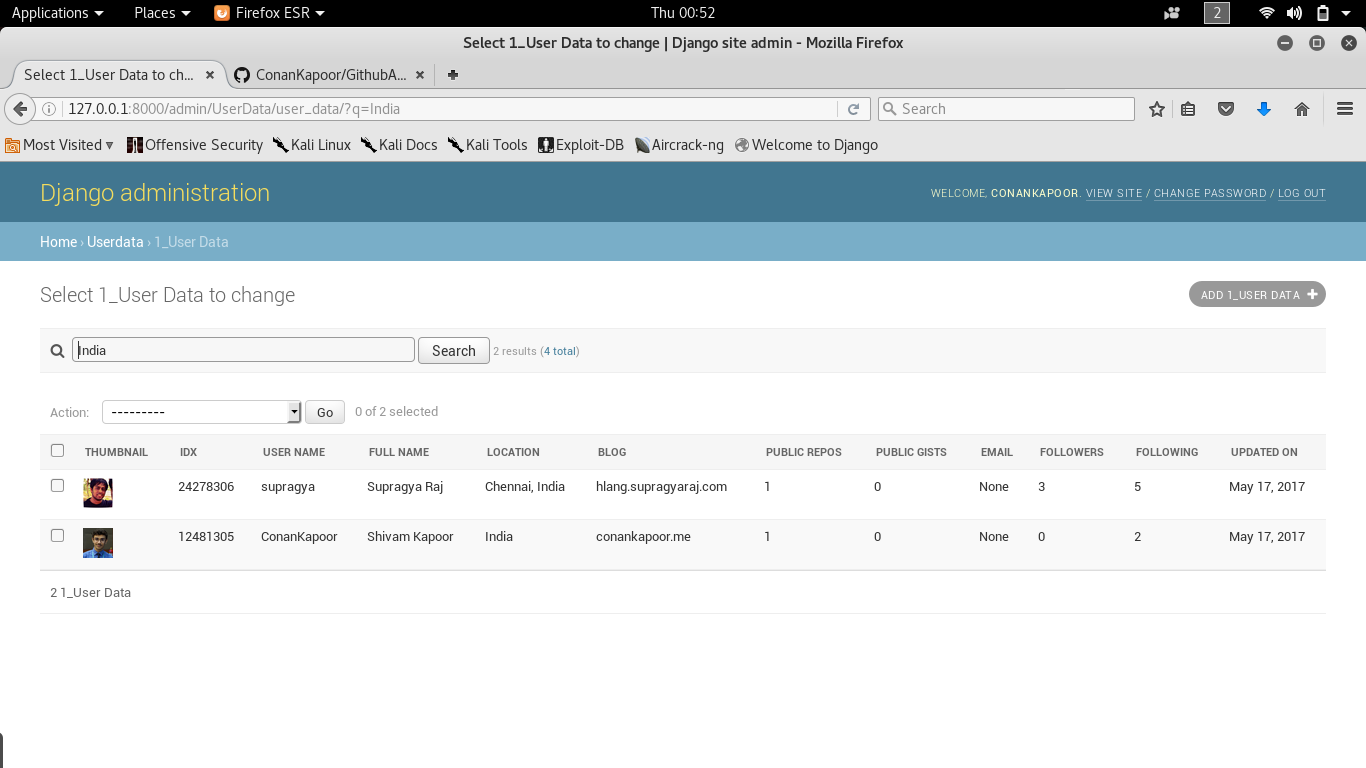 Applications Places Firefox ESR Thu 00:52 2
Select 1_User Data to change | Django site admin - Mozilla Firefox
Select 1_User Data to ch... ConanKapoor/GithubA...
127.0.0.1:8000/admin/UserData/user_data/?q=India Search
Most Visited Offensive Security Kali Linux Kali Docs Kali Tools Exploit-DB Aircrack-ng Welcome to Django
Django administration WELCOME, CONANKAPOOR. VIEW SITE / CHANGE PASSWORD / LOG OUT
Home › Userdata › 1_User Data
Select 1_User Data to change ADD 1_USER DATA +
India Search 2 results (4 total)
Action: --------- Go 0 of 2 selected
THUMBNAIL IDX USER NAME FULL NAME LOCATION BLOG PUBLIC REPOS PUBLIC GISTS EMAIL FOLLOWERS FOLLOWING UPDATED ON
24278306 supragya Supragya Raj Chennai, India hlang.supragyaraj.com 1 0 None 3 5 May 17, 2017
12481305 ConanKapoor Shivam Kapoor India conankapoor.me 1 0 None 0 2 May 17, 2017
2 1_User Data